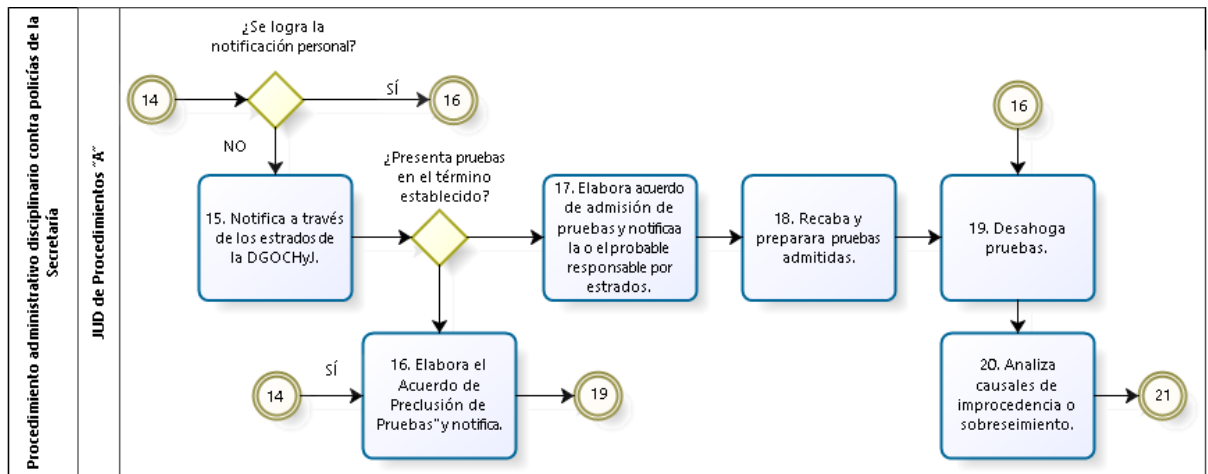 Procedimiento administrativo disciplinario contra policías de la
Secretaría
JUD de Procedimientos "A"
¿Se logra la
notificación personal?
14
SÍ
16
NO
16
¿Presenta pruebas
en el término
establecido?
15. Notifica a través
de los estrados de
la DGOCHyJ.
17. Elabora acuerdo
de admisión de
pruebas y notificaa
la o el probable
responsable por
estrados.
18. Recaba y
preparara pruebas
admitidas.
19. Desahoga
pruebas.
14
SÍ
16. Elabora el
Acuerdo de
Preclusión de
Pruebas" y notifica.
19
20. Analiza
causales de
improcedencia o
sobreseimiento.
21